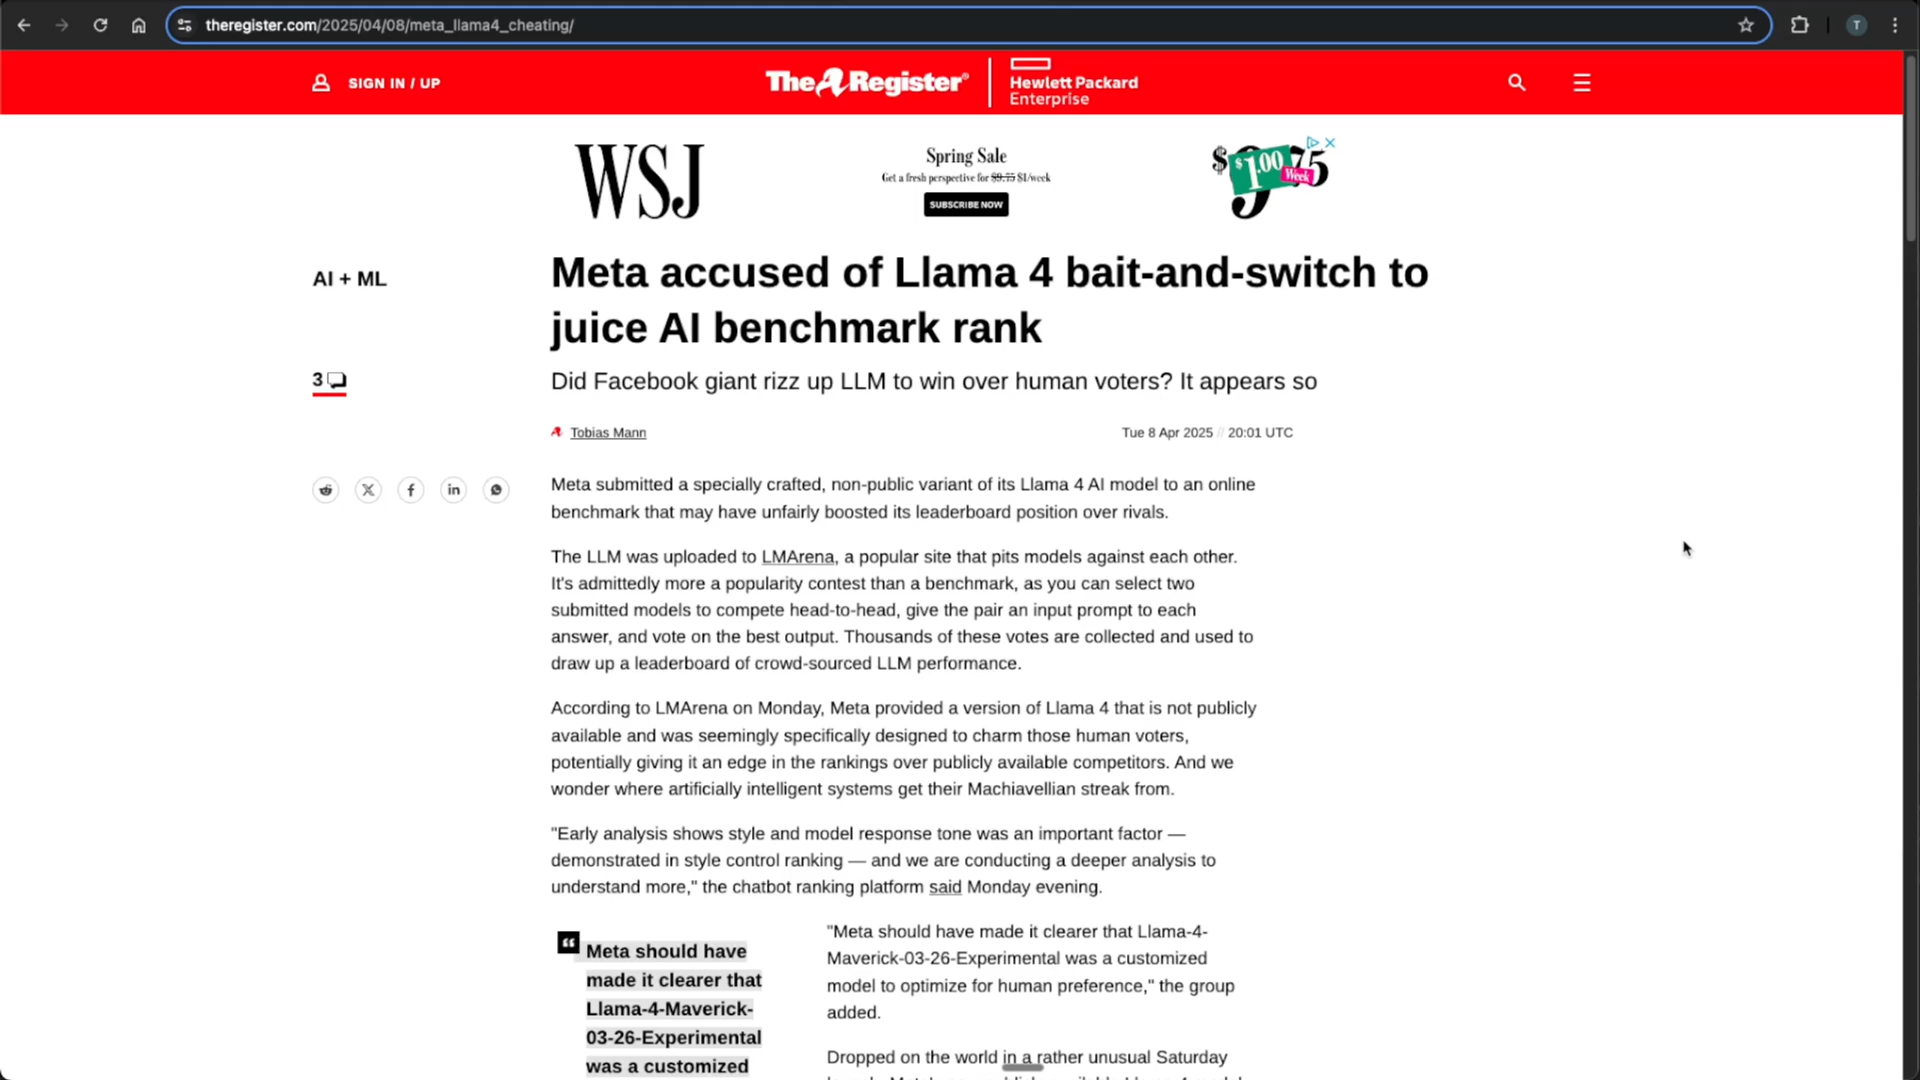 theregister.com/2025/04/08/meta_llama4_cheating/
T
SIGN IN / UP
The Register®
Hewlett Packard
Enterprise
WSJ
Spring Sale
Get a fresh perspective for $9.75 $1/week
SUBSCRIBE NOW
$1.00
Week
AI + ML
Meta accused of Llama 4 bait-and-switch to
juice AI benchmark rank
3
Did Facebook giant rizz up LLM to win over human voters? It appears so
Tobias Mann
Tue 8 Apr 2025 // 20:01 UTC
Meta submitted a specially crafted, non-public variant of its Llama 4 AI model to an online
benchmark that may have unfairly boosted its leaderboard position over rivals.
The LLM was uploaded to LMArena, a popular site that pits models against each other.
It's admittedly more a popularity contest than a benchmark, as you can select two
submitted models to compete head-to-head, give the pair an input prompt to each
answer, and vote on the best output. Thousands of these votes are collected and used to
draw up a leaderboard of crowd-sourced LLM performance.
According to LMArena on Monday, Meta provided a version of Llama 4 that is not publicly
available and was seemingly specifically designed to charm those human voters,
potentially giving it an edge in the rankings over publicly available competitors. And we
wonder where artificially intelligent systems get their Machiavellian streak from.
"Early analysis shows style and model response tone was an important factor —
demonstrated in style control ranking — and we are conducting a deeper analysis to
understand more," the chatbot ranking platform said Monday evening.
Meta should have
made it clearer that
Llama-4-Maverick-
03-26-Experimental
was a customized
"Meta should have made it clearer that Llama-4-
Maverick-03-26-Experimental was a customized
model to optimize for human preference," the group
added.
Dropped on the world in a rather unusual Saturday